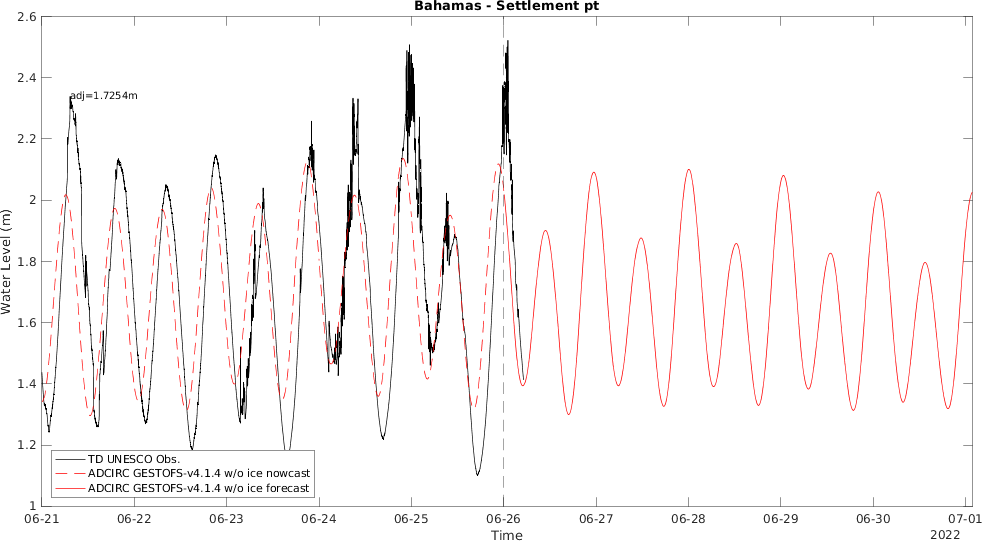 Bahamas - Settlement pt
2.6
2.4
adj=1.7254m
2.2
2
1.8
Water Level (m)
1.6
1.4
1.2
TD UNESCO Obs.
ADCIRC GESTOFS-v4.1.4 w/o ice nowcast
ADCIRC GESTOFS-v4.1.4 w/o ice forecast
1
06-21 06-22 06-23 06-24 06-25 06-26 06-27 06-28 06-29 06-30 07-01
Time
2022